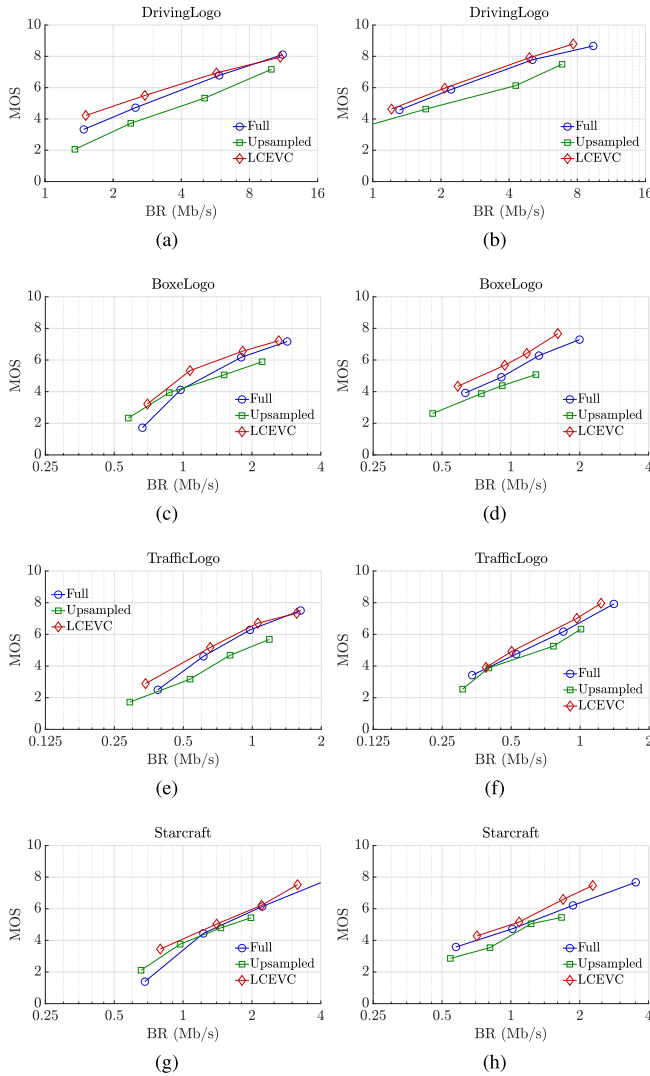 DrivingLogo
10
8
6
4
2
0
MOS
1 2 4 8 16
BR (Mb/s)
Full
Upsampled
LCEVC
(a)
DrivingLogo
10
8
6
4
2
0
MOS
1 2 4 8 16
BR (Mb/s)
Full
Upsampled
LCEVC
(b)
BoxeLogo
10
8
6
4
2
0
MOS
0.25 0.5 1 2 4
BR (Mb/s)
Full
Upsampled
LCEVC
(c)
BoxeLogo
10
8
6
4
2
0
MOS
0.25 0.5 1 2 4
BR (Mb/s)
Full
Upsampled
LCEVC
(d)
TrafficLogo
10
8
6
4
2
0
MOS
0.125 0.25 0.5 1 2
BR (Mb/s)
Full
Upsampled
LCEVC
(e)
TrafficLogo
10
8
6
4
2
0
MOS
0.125 0.25 0.5 1 2
BR (Mb/s)
Full
Upsampled
LCEVC
(f)
Starcraft
10
8
6
4
2
0
MOS
0.25 0.5 1 2 4
BR (Mb/s)
Full
Upsampled
LCEVC
(g)
Starcraft
10
8
6
4
2
0
MOS
0.25 0.5 1 2 4
BR (Mb/s)
Full
Upsampled
LCEVC
(h)